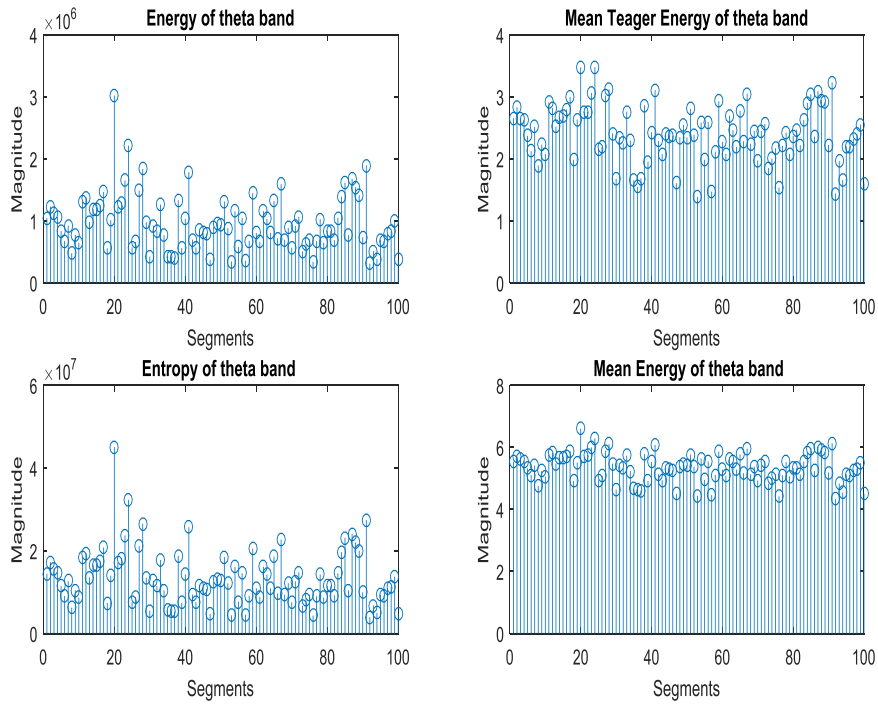 Energy of theta band
×10^6
Magnitude
4
3
2
1
0
0 20 40 60 80 100
Segments
Mean Teager Energy of theta band
Magnitude
4
3
2
1
0
0 20 40 60 80 100
Segments
Entropy of theta band
×10^7
Magnitude
6
4
2
0
0 20 40 60 80 100
Segments
Mean Energy of theta band
Magnitude
8
6
4
2
0
0 20 40 60 80 100
Segments